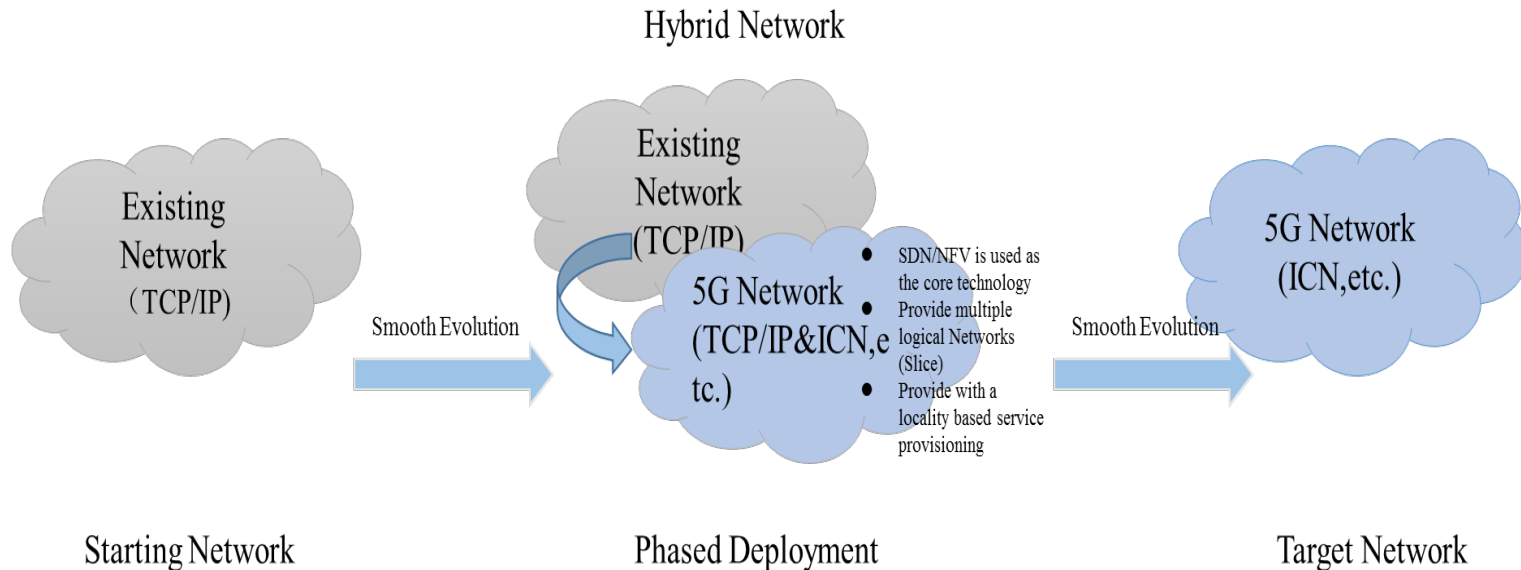 Hybrid Network
Existing
Network
（TCP/IP)
Smooth Evolution
Existing
Network
(TCP/IP)
5G Network
(TCP/IP&ICN,e
tc.)
● SDN/NFV is used as
the core technology
● Provide multiple
logical Networks
(Slice)
● Provide with a
locality based service
provisioning
Smooth Evolution
5G Network
(ICN,etc.)
Starting Network
Phased Deployment
Target Network